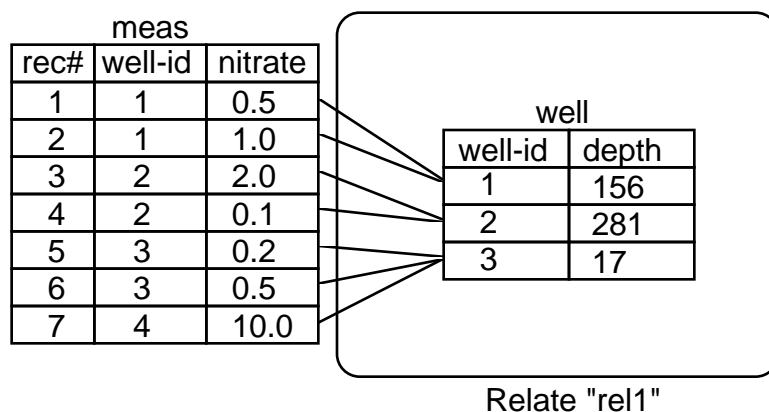 meas
rec# well-id nitrate
1 1 0.5
2 1 1.0
3 2 2.0
4 2 0.1
5 3 0.2
6 3 0.5
7 4 10.0
well
well-id depth
1 156
2 281
3 17
Relate "rel1"